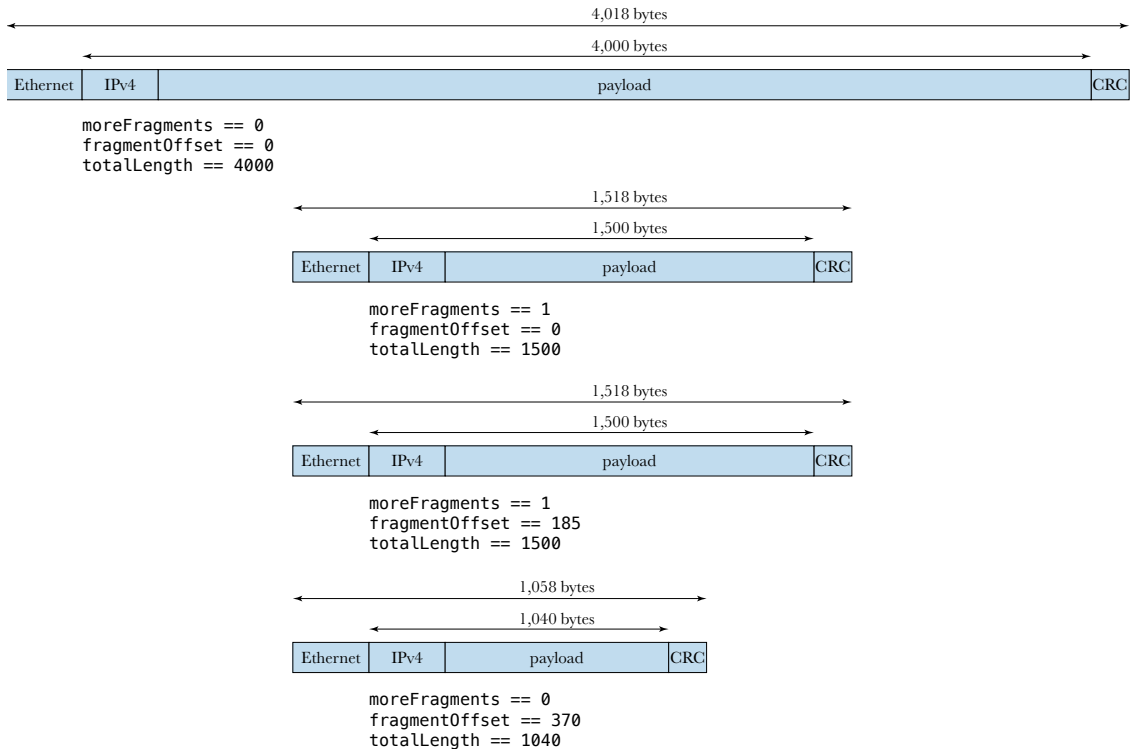 4,018 bytes
4,000 bytes
Ethernet IPv4 payload CRC
moreFragments == 0
fragmentOffset == 0
totalLength == 4000
1,518 bytes
1,500 bytes
Ethernet IPv4 payload CRC
moreFragments == 1
fragmentOffset == 0
totalLength == 1500
1,518 bytes
1,500 bytes
Ethernet IPv4 payload CRC
moreFragments == 1
fragmentOffset == 185
totalLength == 1500
1,058 bytes
1,040 bytes
Ethernet IPv4 payload CRC
moreFragments == 0
fragmentOffset == 370
totalLength == 1040